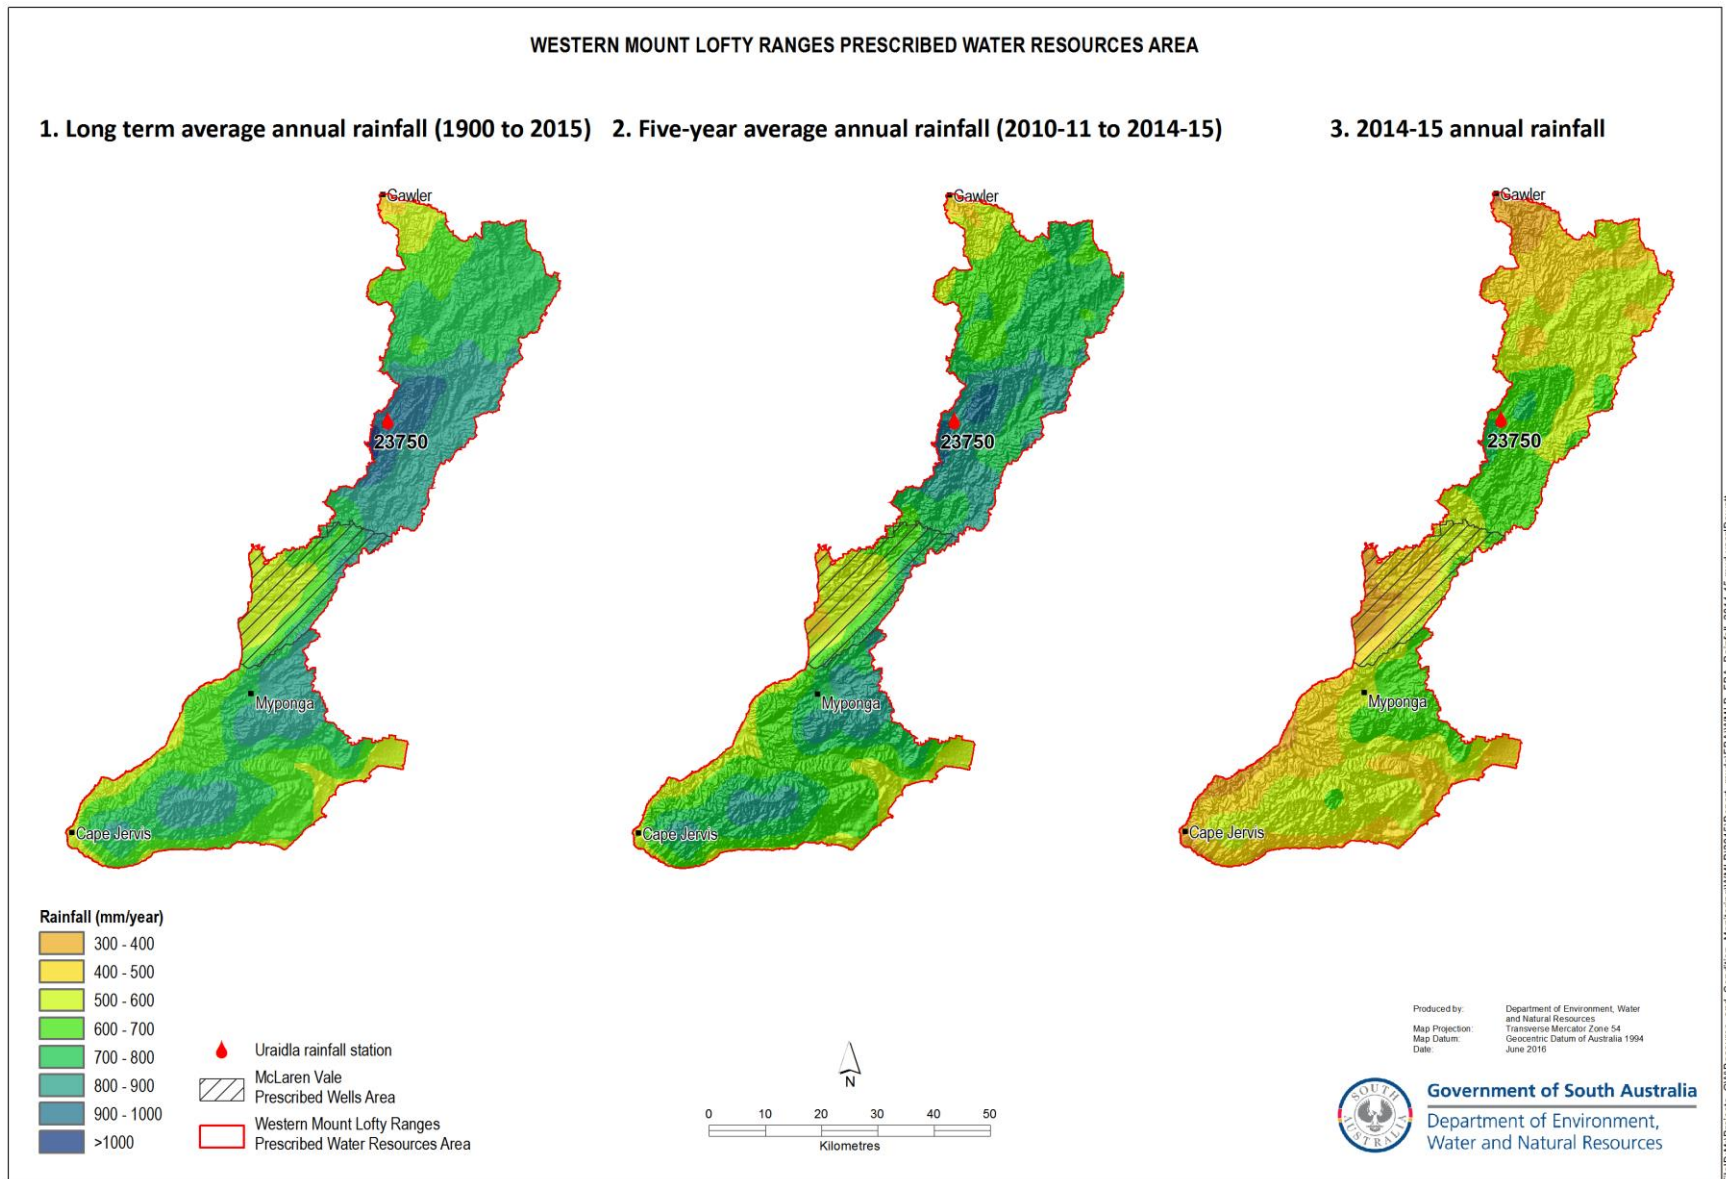 WESTERN MOUNT LOFTY RANGES PRESCRIBED WATER RESOURCES AREA
1. Long term average annual rainfall (1900 to 2015)
2. Five-year average annual rainfall (2010-11 to 2014-15)
3. 2014-15 annual rainfall
Gawler
23750
Myponga
Cape Jervis
Gawler
23750
Myponga
Cape Jervis
Gawler
23750
Myponga
Cape Jervis
Rainfall (mm/year)
300 - 400
400 - 500
500 - 600
600 - 700
700 - 800
800 - 900
900 - 1000
>1000
Uraidla rainfall station
McLaren Vale
Prescribed Wells Area
Western Mount Lofty Ranges
Prescribed Water Resources Area
N
0 10 20 30 40 50
Kilometres
Produced by: Department of Environment, Water
and Natural Resources
Map Projection: Transverse Mercator Zone 54
Map Datum: Geocentric Datum of Australia 1994
Date: June 2016
SOUTH AUSTRALIA
Government of South Australia
Department of Environment,
Water and Natural Resources